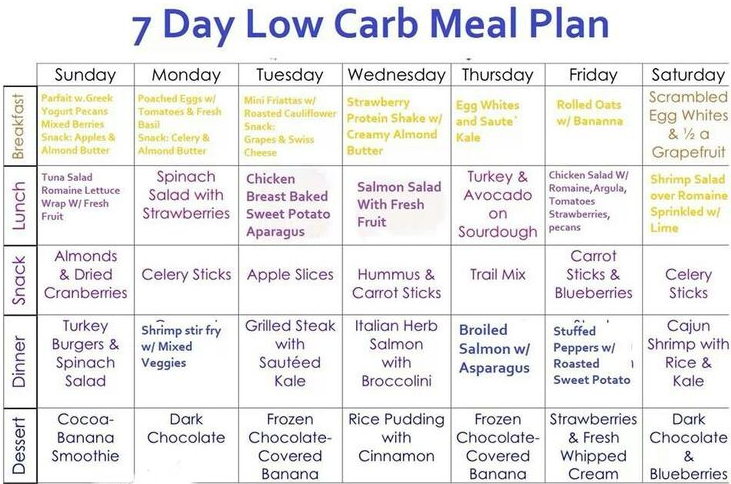 7 Day Low Carb Meal Plan
Sunday Monday Tuesday Wednesday Thursday Friday Saturday
Breakfast
Parfait w.Greek
Yogurt Pecans
Mixed Berries
Snack: Apples &
Almond Butter
Poached Eggs w/
Tomatoes & Fresh
Basil
Snack: Celery &
Almond Butter
Mini Friattas w/
Roasted Cauliflower
Snack:
Grapes & Swiss
Cheese
Strawberry
Protein Shake w/
Creamy Almond
Butter
Egg Whites
and Saute´
Kale
Rolled Oats
w/ Bananna
Scrambled
Egg Whites
& ½ a
Grapefruit
Lunch
Tuna Salad
Romaine Lettuce
Wrap W/ Fresh
Fruit
Spinach
Salad with
Strawberries
Chicken
Breast Baked
Sweet Potato
Aparagus
Salmon Salad
With Fresh
Fruit
Turkey &
Avocado
on
Sourdough
Chicken Salad W/
Romaine,Argula,
Tomatoes
Strawberries,
pecans
Shrimp Salad
over Romaine
Sprinkled w/
Lime
Snack
Almonds
& Dried
Cranberries
Celery Sticks
Apple Slices
Hummus &
Carrot Sticks
Trail Mix
Carrot
Sticks &
Blueberries
Celery
Sticks
Dinner
Turkey
Burgers &
Spinach
Salad
Shrimp stir fry
w/ Mixed
Veggies
Grilled Steak
with
Sautéed
Kale
Italian Herb
Salmon
with
Broccolini
Broiled
Salmon w/
Asparagus
Stuffed
Peppers w/
Roasted
Sweet Potato
Cajun
Shrimp with
Rice &
Kale
Dessert
Cocoa-
Banana
Smoothie
Dark
Chocolate
Frozen
Chocolate-
Covered
Banana
Rice Pudding
with
Cinnamon
Frozen
Chocolate-
Covered
Banana
Strawberries
& Fresh
Whipped
Cream
Dark
Chocolate
&
Blueberries